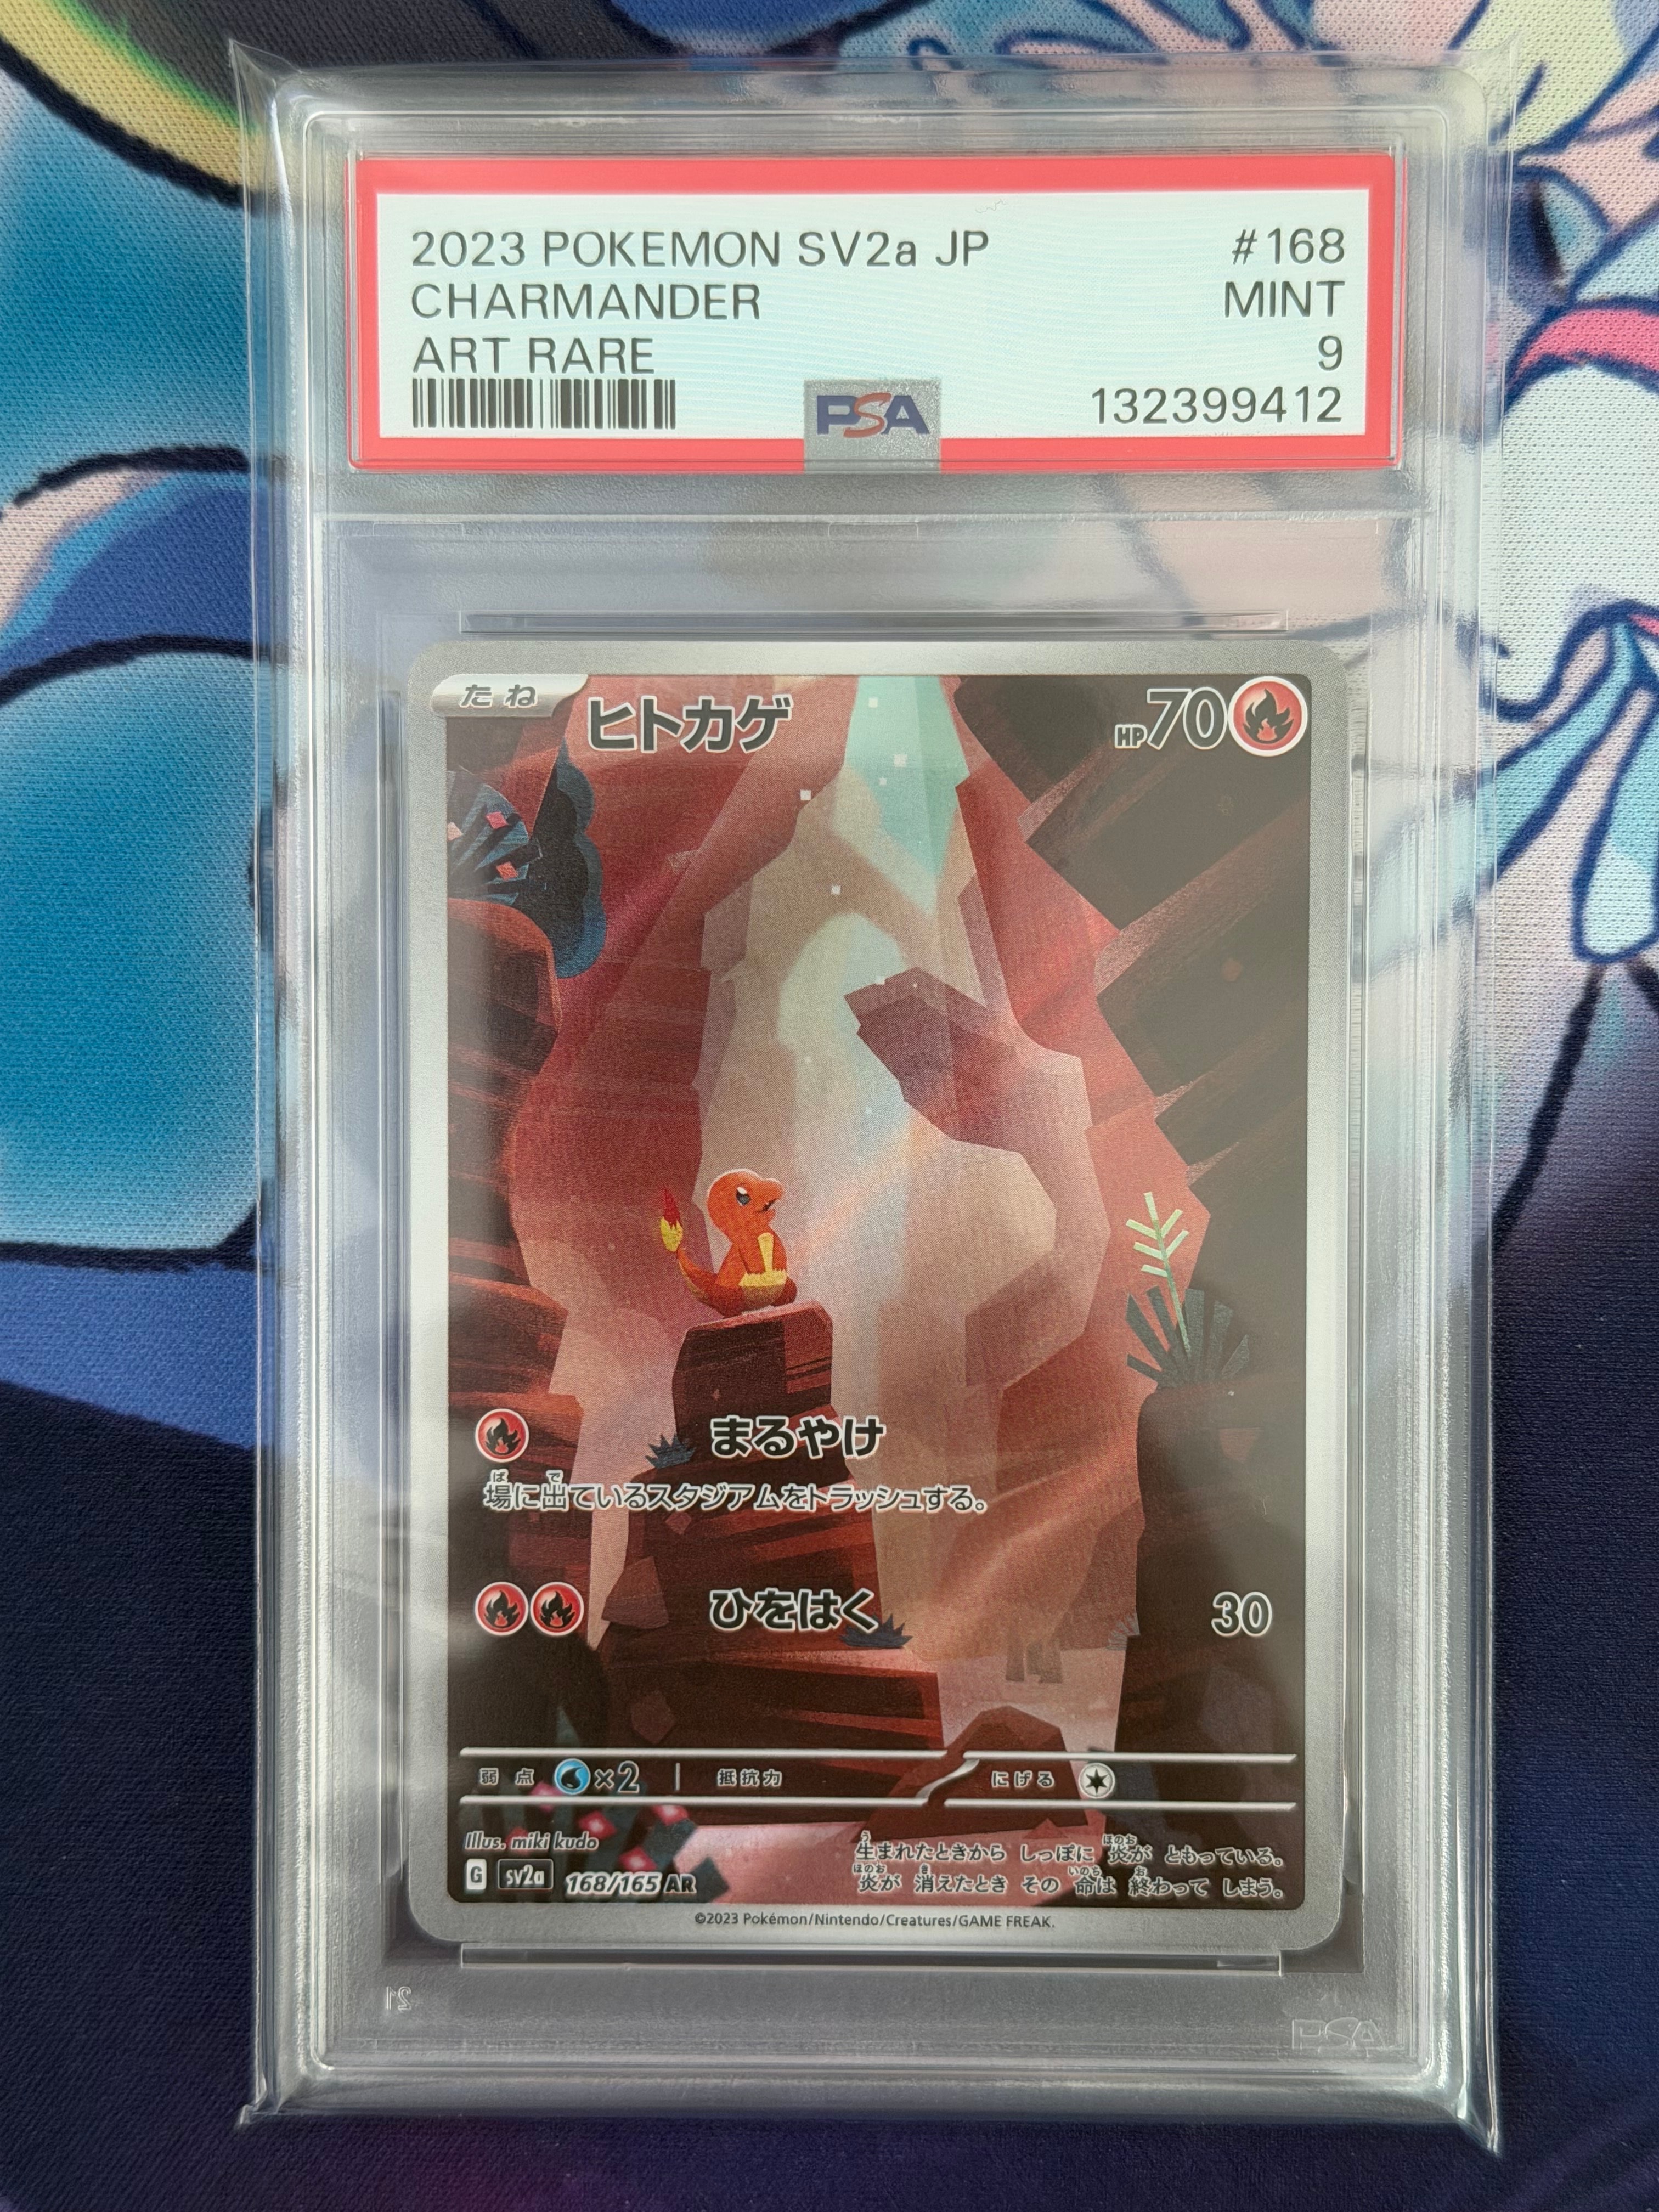 2023 POKEMON SV2a JP #168
CHARMANDER MINT
ART RARE 9
PSA 132399412
たね ヒトカゲ HP70
まるやけ
場に出ているスタジアムをトラッシュする。
ひをはく 30
弱点 ×2 抵抗力 にげる
Illus. miki kudo
G sv2a 168/165 AR
生まれたときから しっぽに 炎が ともっている。
炎が 消えたとき その 命は 終わって しまう。
©2023 Pokémon/Nintendo/Creatures/GAME FREAK.
21 PSA